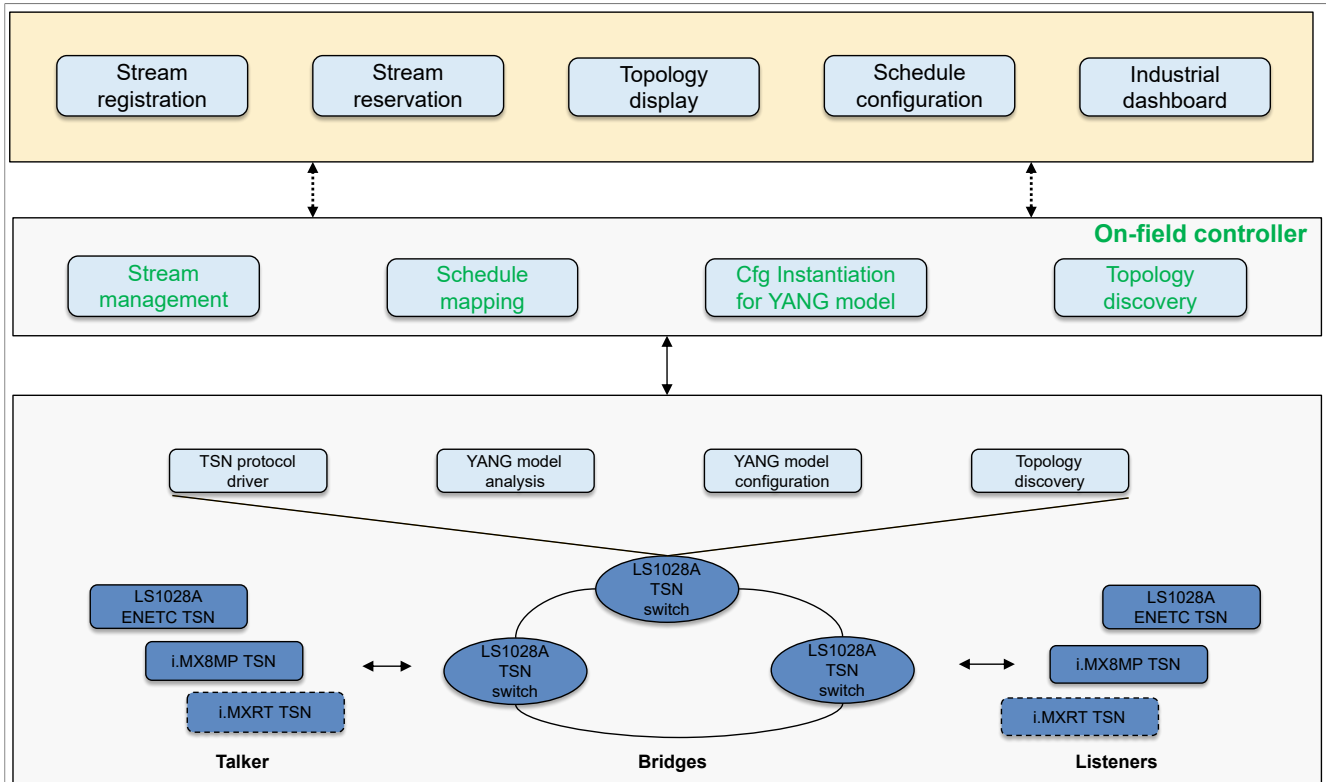 Stream
registration
Stream
reservation
Topology
display
Schedule
configuration
Industrial
dashboard
On-field controller
Stream
management
Schedule
mapping
Cfg Instantiation
for YANG model
Topology
discovery
TSN protocol
driver
YANG model
analysis
YANG model
configuration
Topology
discovery
LS1028A
TSN
switch
LS1028A
ENETC TSN
i.MX8MP TSN
i.MXRT TSN
LS1028A
TSN
switch
LS1028A
TSN
switch
LS1028A
ENETC TSN
i.MX8MP TSN
i.MXRT TSN
Talker
Bridges
Listeners